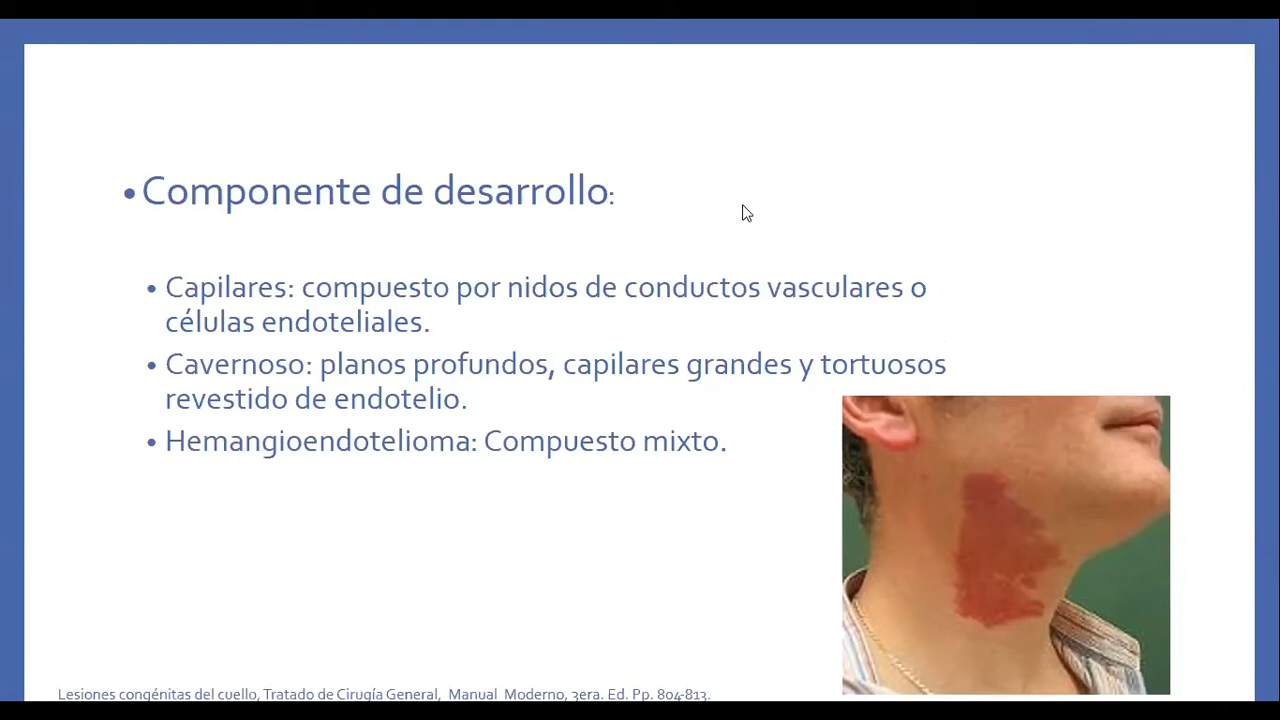 • Componente de desarrollo:
• Capilares: compuesto por nidos de conductos vasculares o
células endoteliales.
• Cavernoso: planos profundos, capilares grandes y tortuosos
revestido de endotelio.
• Hemangioendotelioma: Compuesto mixto.
Lesiones congénitas del cuello, Tratado de Cirugía General, Manual Moderno, 3era. Ed. Pp. 804-813.